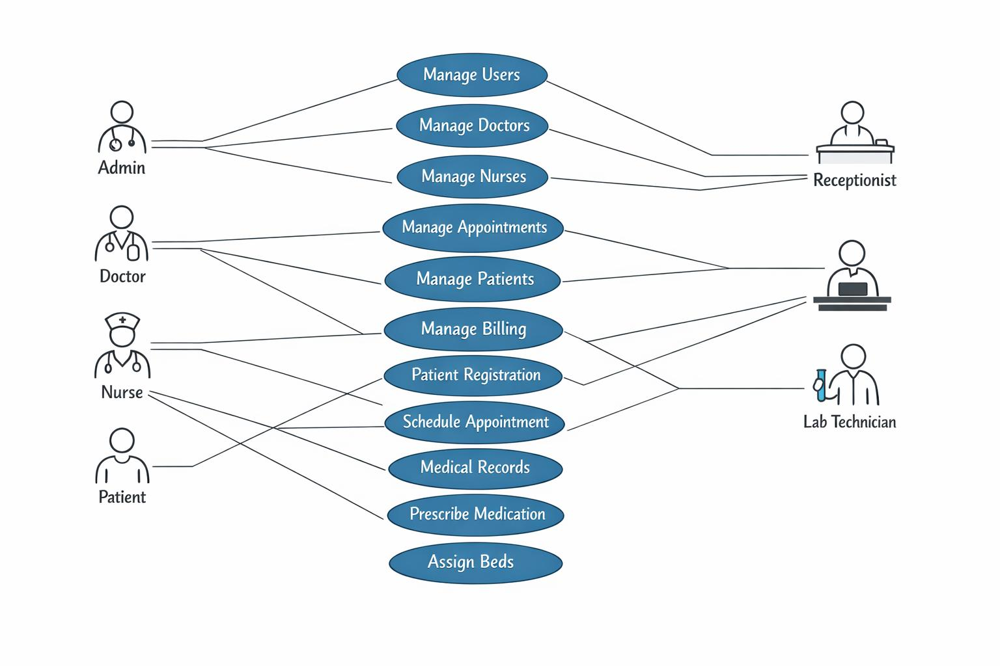 Manage Users
Manage Doctors
Manage Nurses
Manage Appointments
Manage Patients
Manage Billing
Patient Registration
Schedule Appointment
Medical Records
Prescribe Medication
Assign Beds
Admin
Doctor
Nurse
Patient
Receptionist
Lab Technician